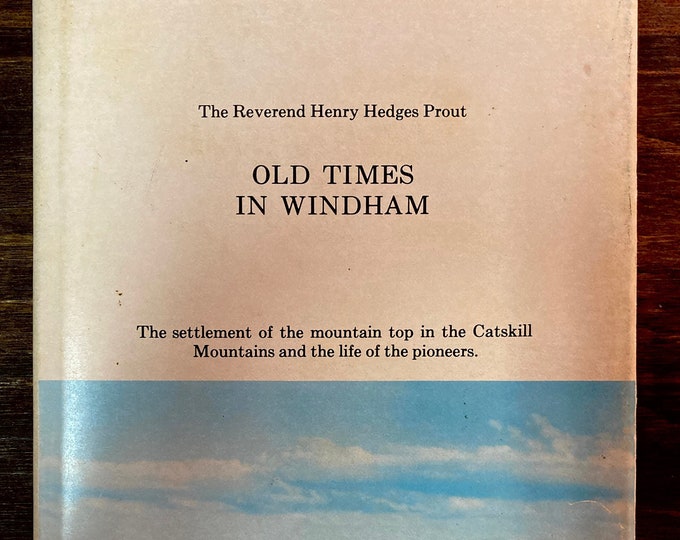 The Reverend Henry Hedges Prout
OLD TIMES
IN WINDHAM
The settlement of the mountain top in the Catskill
Mountains and the life of the pioneers.